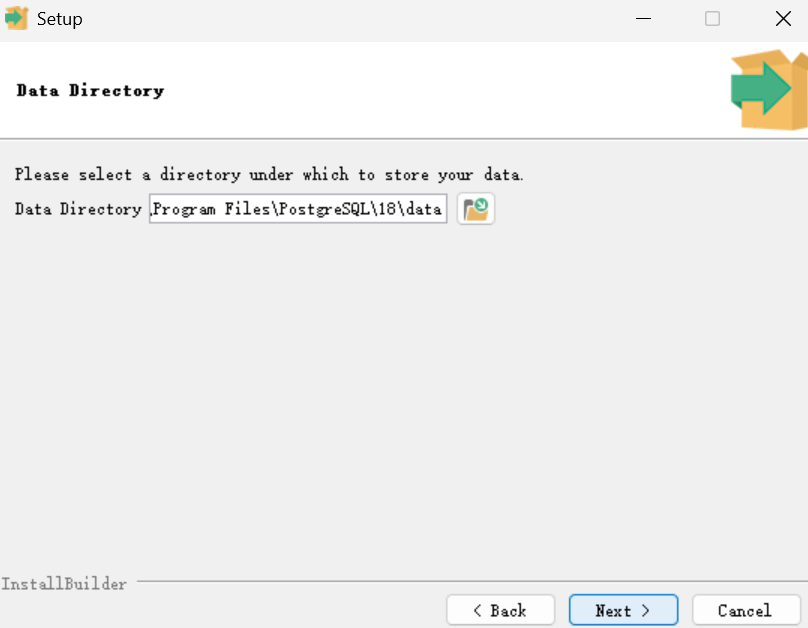 Setup
Data Directory
Please select a directory under which to store your data.
Data Directory Program Files\PostgreSQL\18\data
InstallBuilder
< Back Next > Cancel